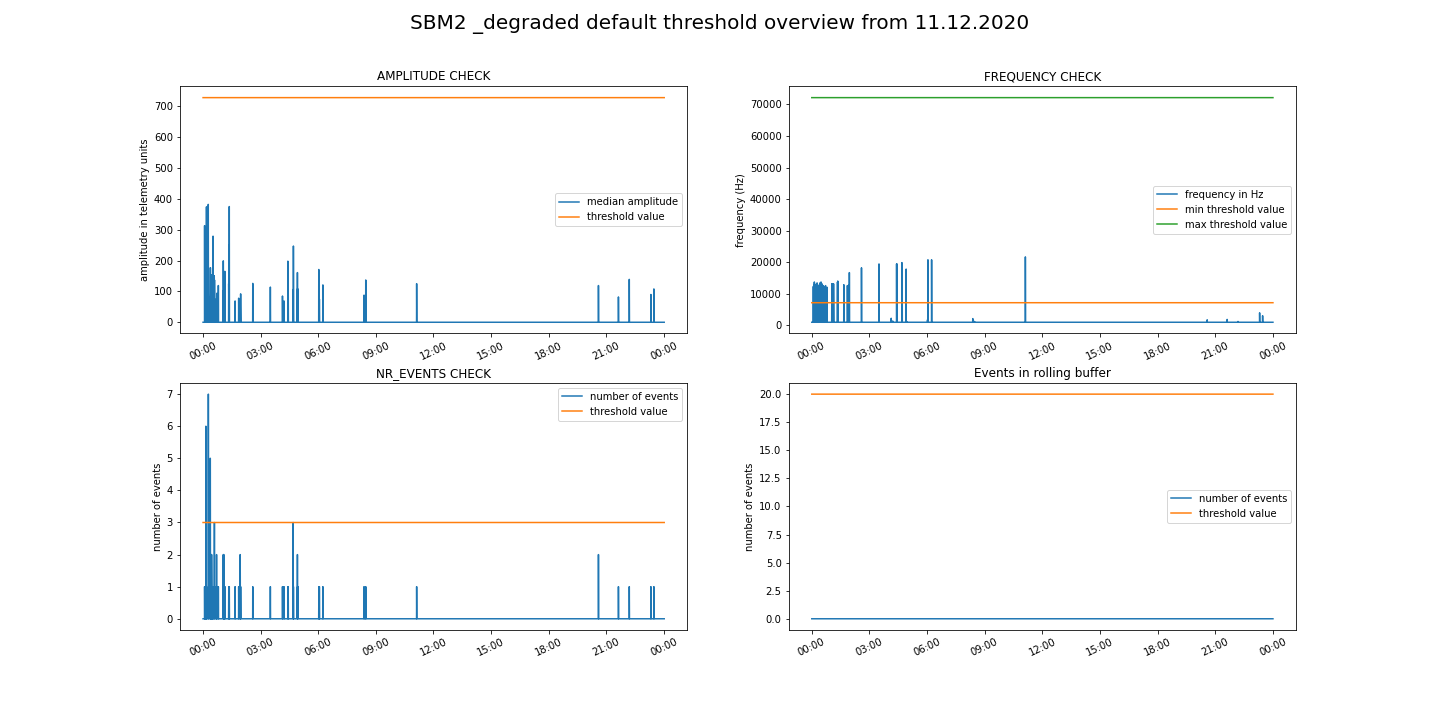 SBM2 _degraded default threshold overview from 11.12.2020
AMPLITUDE CHECK
amplitude in telemetry units
700
600
500
400
300
200
100
0
median amplitude
threshold value
00:00 03:00 06:00 09:00 12:00 15:00 18:00 21:00 00:00
FREQUENCY CHECK
frequency (Hz)
70000
60000
50000
40000
30000
20000
10000
0
frequency in Hz
min threshold value
max threshold value
00:00 03:00 06:00 09:00 12:00 15:00 18:00 21:00 00:00
NR_EVENTS CHECK
number of events
7
6
5
4
3
2
1
0
number of events
threshold value
00:00 03:00 06:00 09:00 12:00 15:00 18:00 21:00 00:00
Events in rolling buffer
number of events
20.0
17.5
15.0
12.5
10.0
7.5
5.0
2.5
0.0
number of events
threshold value
00:00 03:00 06:00 09:00 12:00 15:00 18:00 21:00 00:00